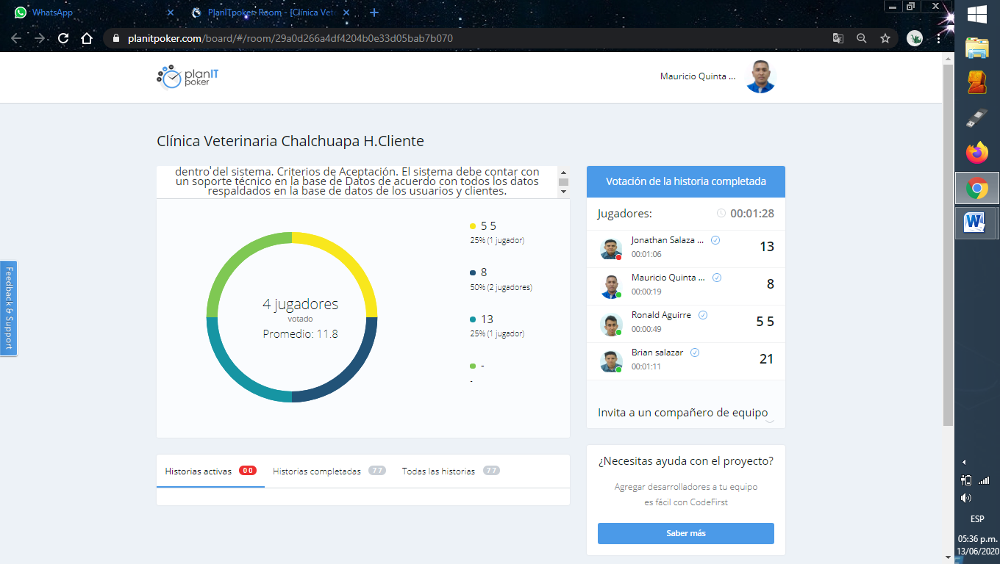 WhatsApp
PlanITpoker: Room - [Clínica Vete
planitpoker.com/board/#/room/29a0d266a4df4204b0e33d05bab7b070
planIT
poker
Mauricio Quinta ...
Clínica Veterinaria Chalchuapa H.Cliente
dentro del sistema. Criterios de Aceptación. El sistema debe contar con
un soporte técnico en la base de Datos de acuerdo con todos los datos
respaldados en la base de datos de los usuarios y clientes.
4 jugadores
votado
Promedio: 11.8
5 5
25% (1 jugador)
8
50% (2 jugadores)
13
25% (1 jugador)
-
-
Votación de la historia completada
Jugadores:
00:01:28
Jonathan Salaza ...
00:01:06
13
Mauricio Quinta ...
00:00:19
8
Ronald Aguirre
00:00:49
5 5
Brian salazar
00:01:11
21
Invita a un compañero de equipo
Historias activas 0 0
Historias completadas 7 7
Todas las historias 7 7
¿Necesitas ayuda con el proyecto?
Agregar desarrolladores a tu equipo
es fácil con CodeFirst
Saber más
Feedback & Support
ESP
05:36 p.m.
13/06/2020